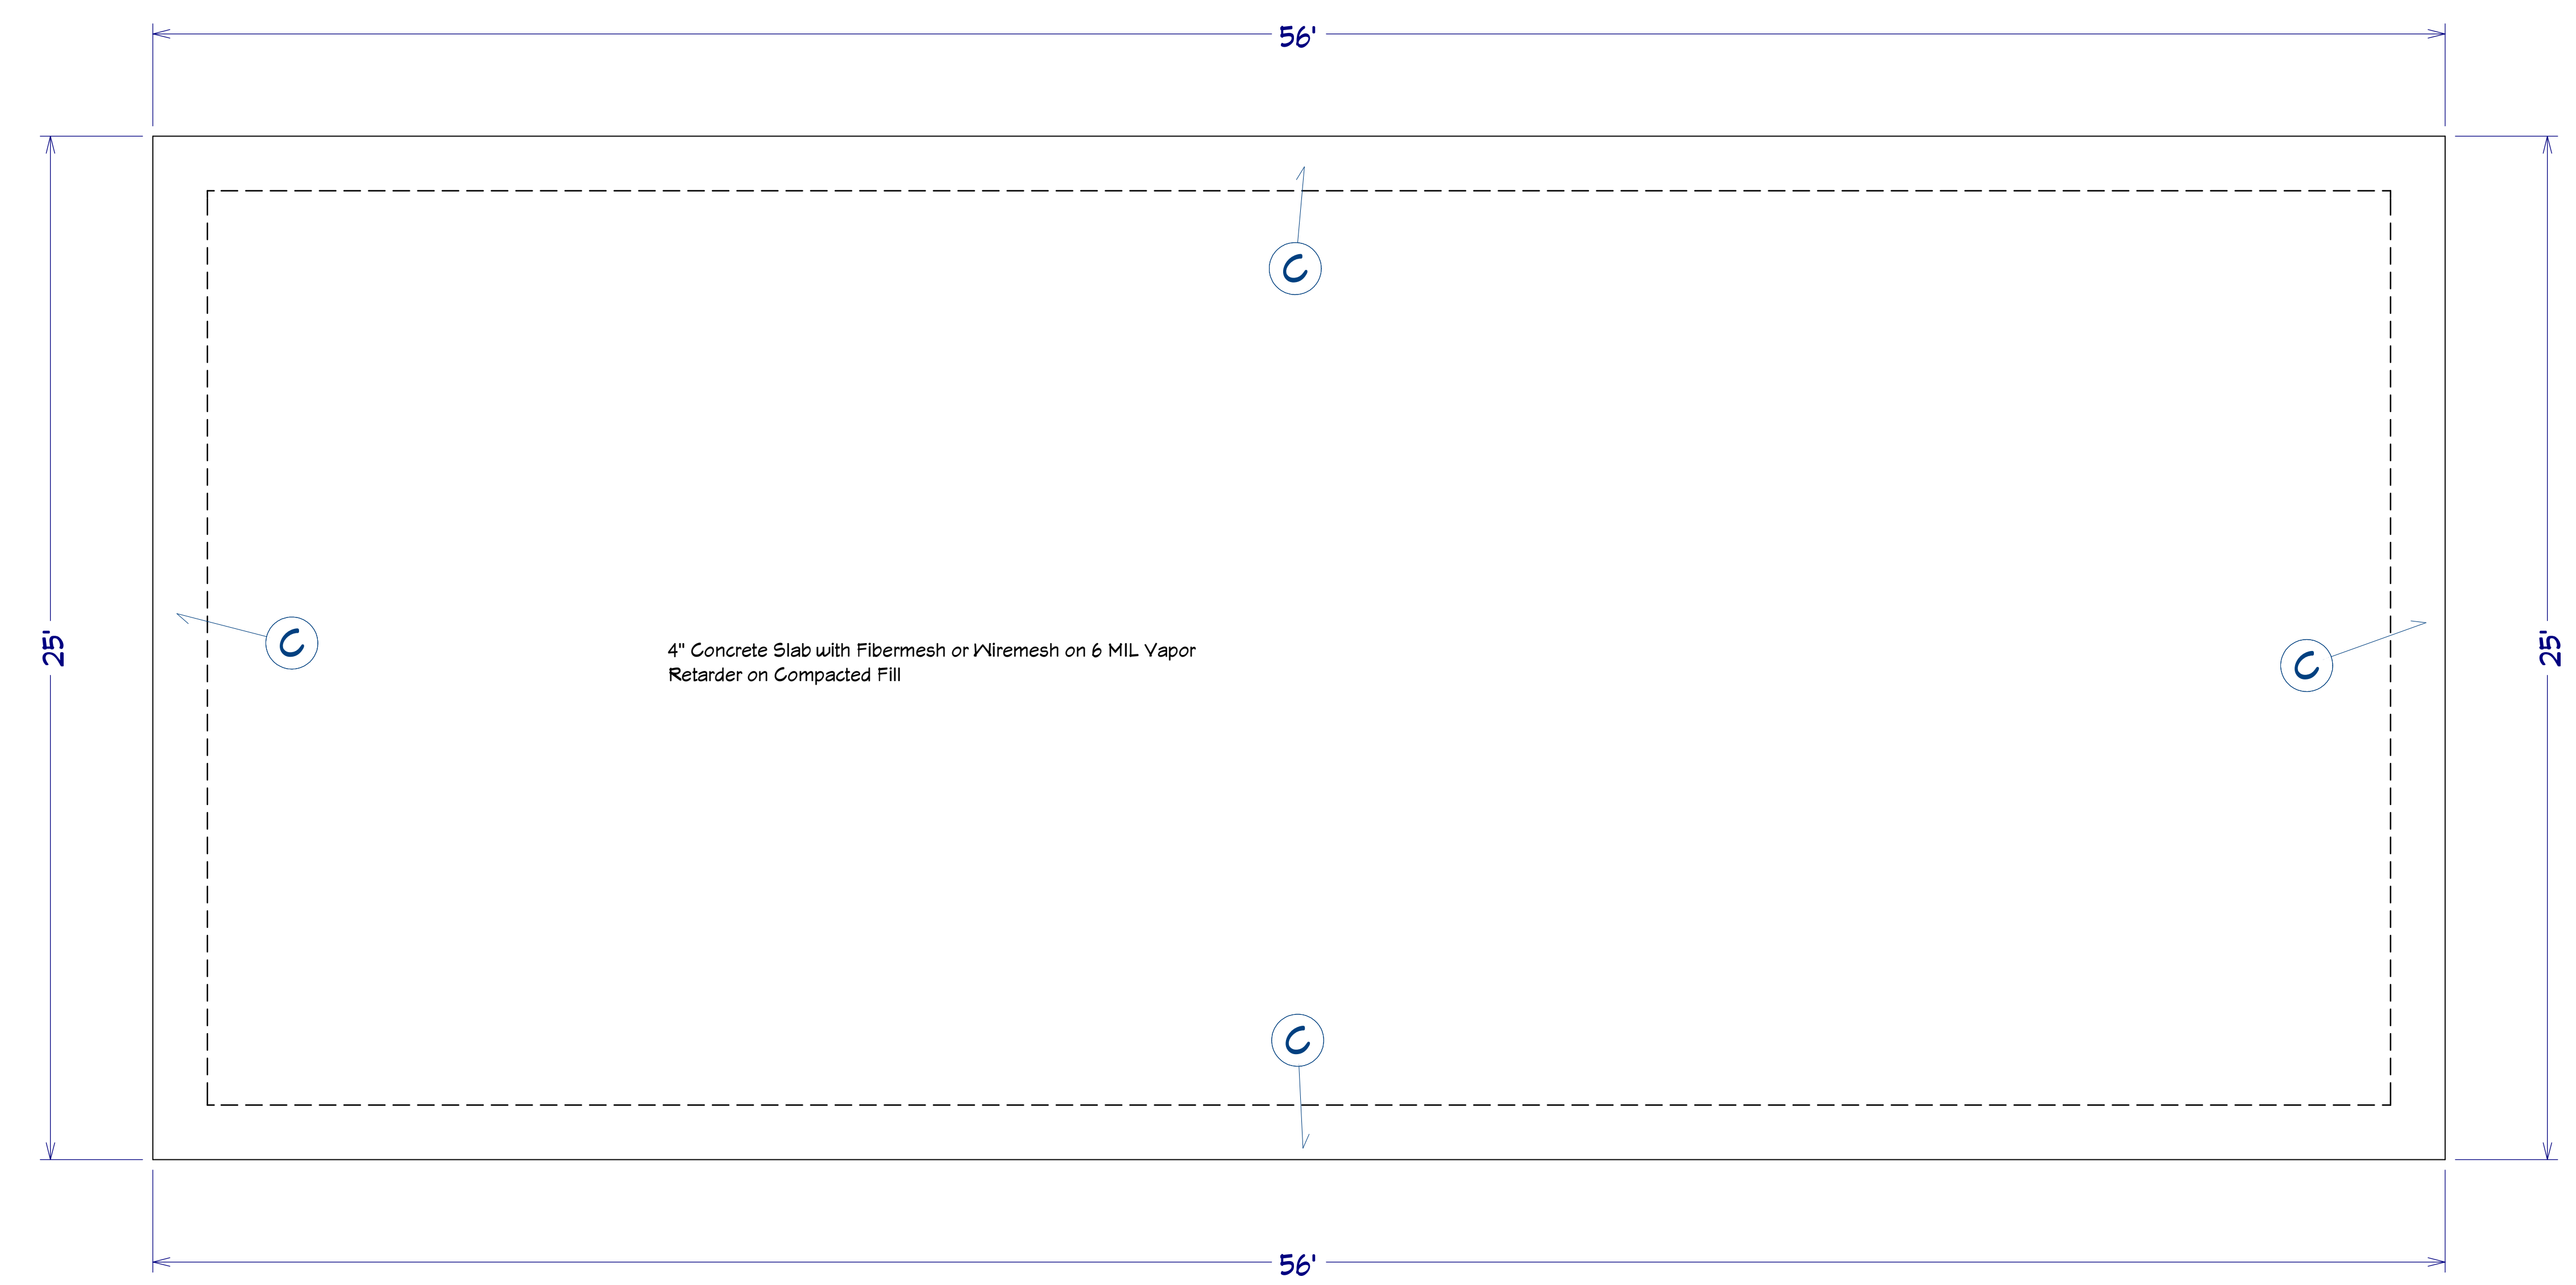 56'
C
25'
25'
C
4" Concrete Slab with Fibermesh or Wiremesh on 6 MIL Vapor
Retarder on Compacted Fill
C
C
56'